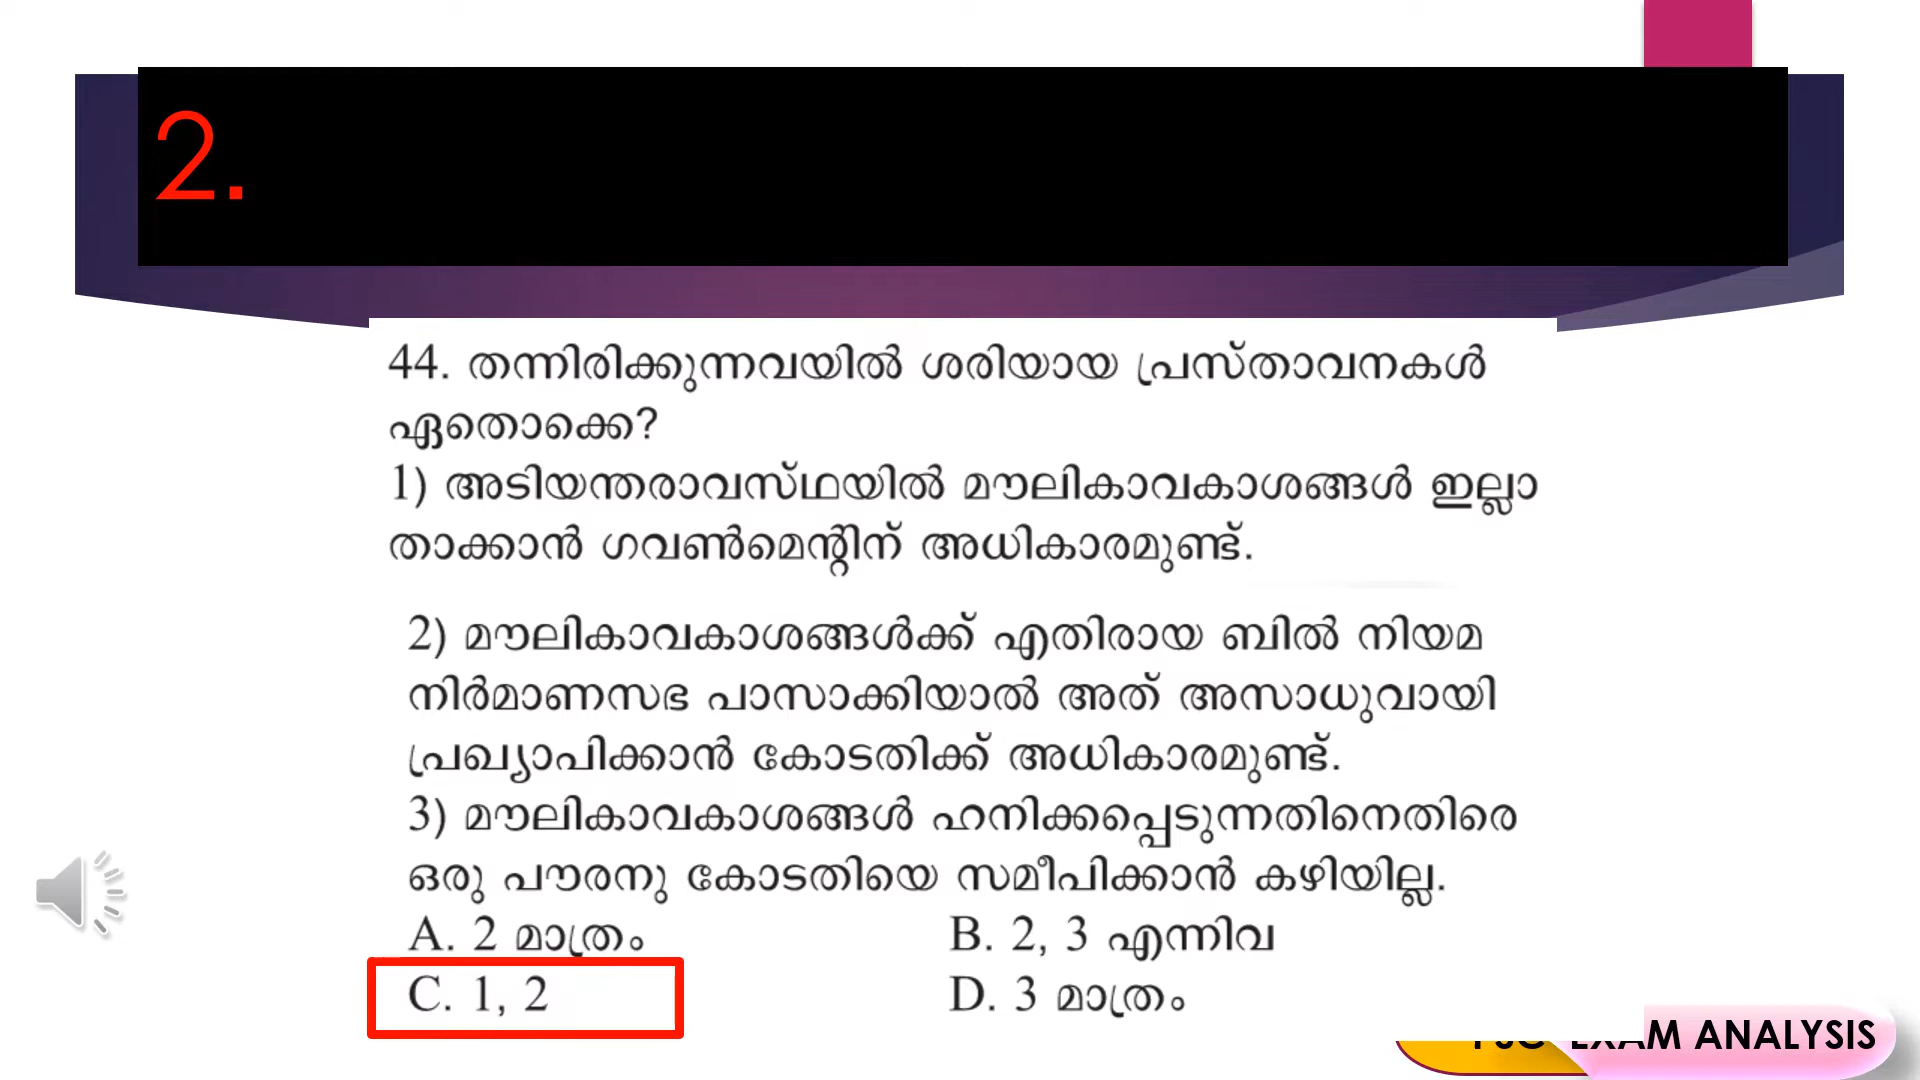 2.
44. തന്നിരിക്കുന്നവയിൽ ശരിയായ പ്രസ്താവനകൾ
ഏതൊക്കെ?
1) അടിയന്തരാവസ്ഥയിൽ മൗലികാവകാശങ്ങൾ ഇല്ലാ
താക്കാൻ ഗവൺമെന്റിന് അധികാരമുണ്ട്.
2) മൗലികാവകാശങ്ങൾക്ക് എതിരായ ബിൽ നിയമ
നിർമാണസഭ പാസാക്കിയാൽ അത് അസാധുവായി
പ്രഖ്യാപിക്കാൻ കോടതിക്ക് അധികാരമുണ്ട്.
3) മൗലികാവകാശങ്ങൾ ഹനിക്കപ്പെടുന്നതിനെതിരെ
ഒരു പൗരനു കോടതിയെ സമീപിക്കാൻ കഴിയില്ല.
A. 2 മാത്രം B. 2, 3 എന്നിവ
C. 1, 2 D. 3 മാത്രം
PSC EXAM ANALYSIS